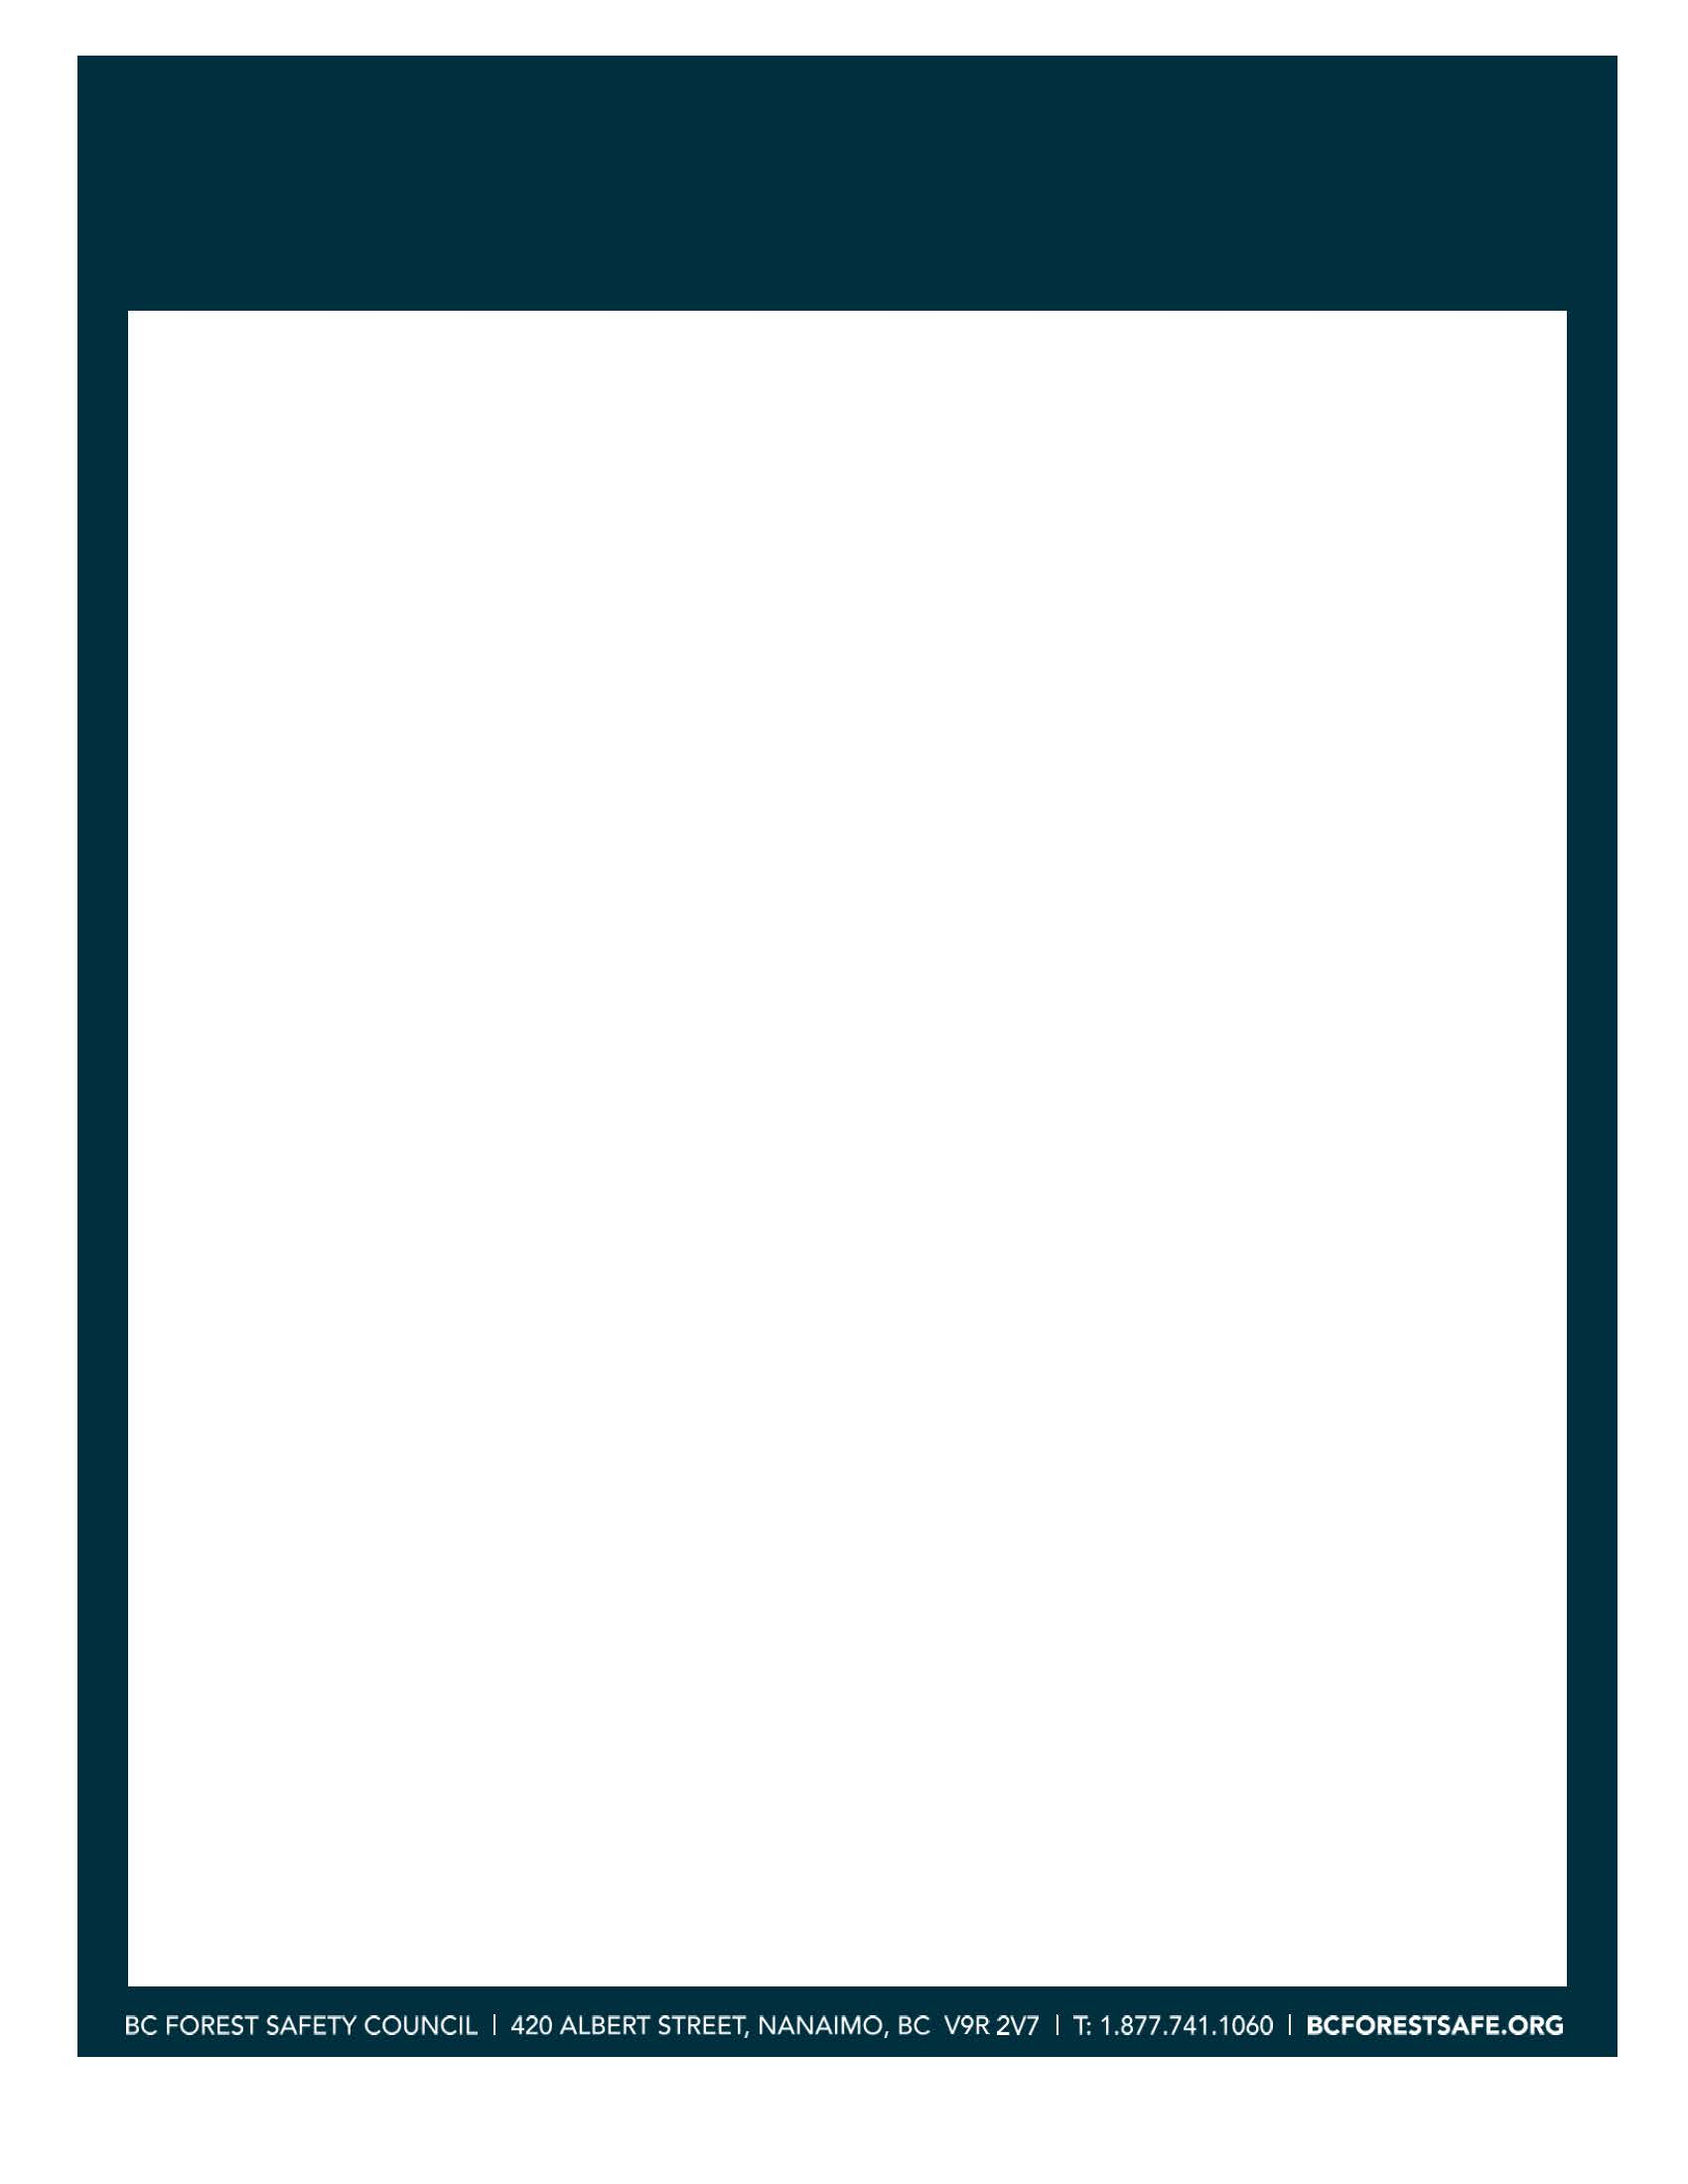 BC FOREST SAFETY COUNCIL | 420 ALBERT STREET, NANAIMO, BC V9R 2V7 | T: 1.877.741.1060 | BCFORESTSAFE.ORG